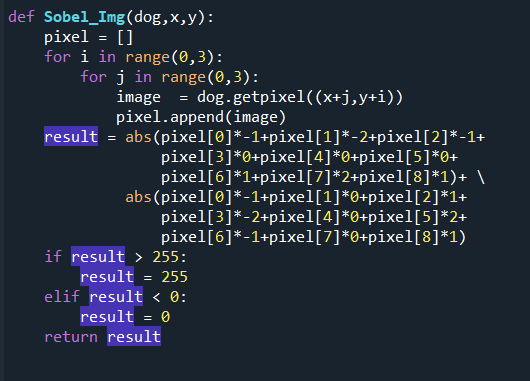 def Sobel_Img(dog,x,y):
    pixel = []
    for i in range(0,3):
        for j in range(0,3):
            image  = dog.getpixel((x+j,y+i))
            pixel.append(image)
    result = abs(pixel[0]*-1+pixel[1]*-2+pixel[2]*-1+
                 pixel[3]*0+pixel[4]*0+pixel[5]*0+
                 pixel[6]*1+pixel[7]*2+pixel[8]*1)+ \
             abs(pixel[0]*-1+pixel[1]*0+pixel[2]*1+
                 pixel[3]*-2+pixel[4]*0+pixel[5]*2+
                 pixel[6]*-1+pixel[7]*0+pixel[8]*1)
    if result > 255:
        result = 255
    elif result < 0:
        result = 0
    return result